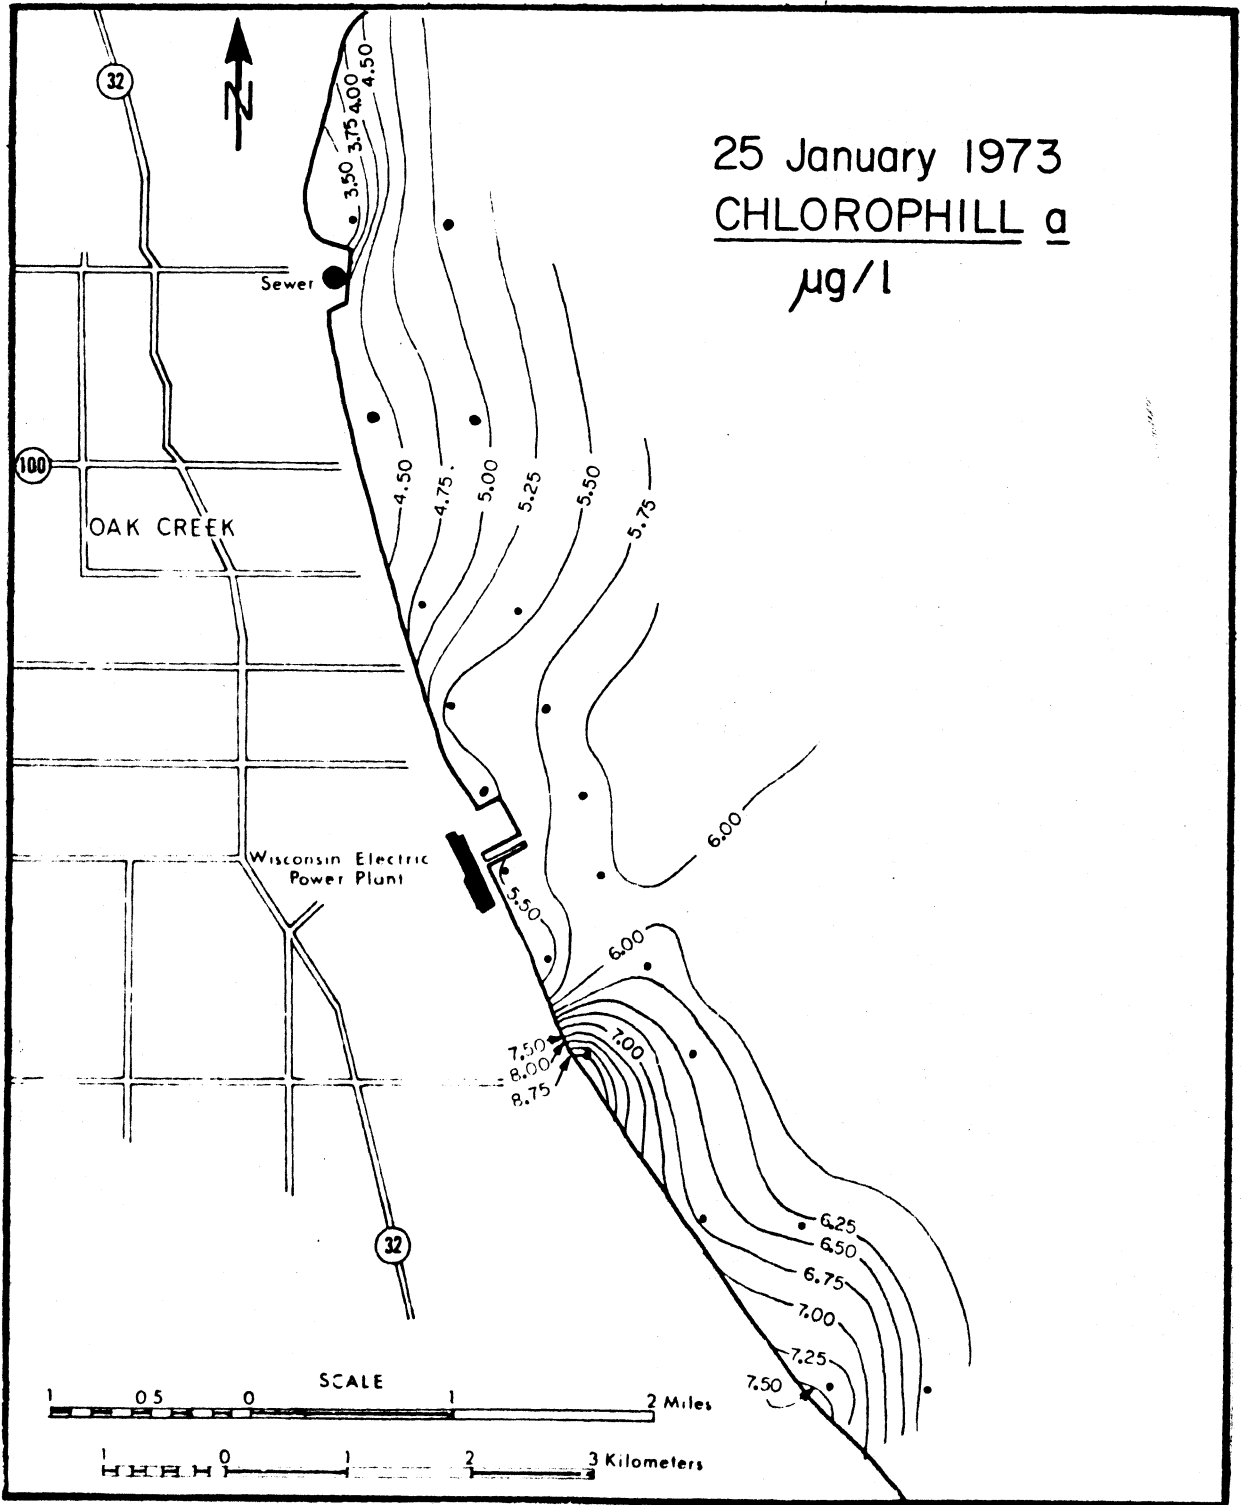 32
N
4.50
4.00
3.75
3.50
25 January 1973
CHLOROPHILL a
µg/l
Sewer
100
OAK CREEK
4.50
4.75
5.00
5.25
5.50
5.75
6.00
Wisconsin Electric
Power Plant
5.50
6.00
7.50
8.00
8.75
7.00
32
6.25
6.50
6.75
7.00
7.25
7.50
SCALE
1 0 5 0 1 2 Miles
1 0 1 2 3 Kilometers